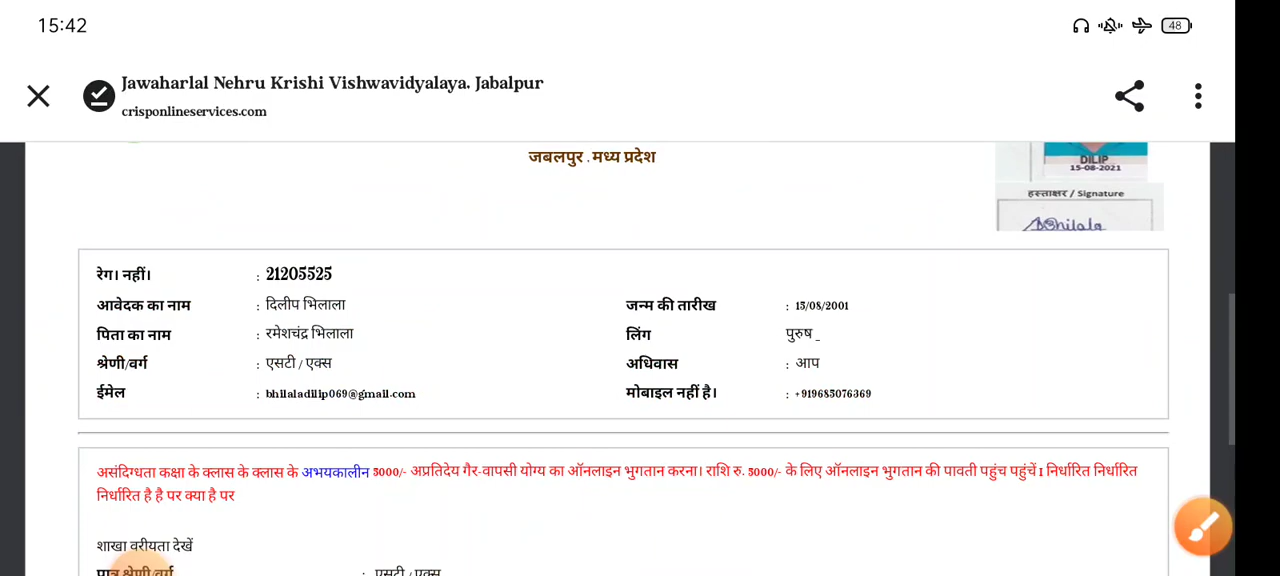 15:42
48
Jawaharlal Nehru Krishi Vishwavidyalaya, Jabalpur
crisponlineservices.com
जबलपुर . मध्य प्रदेश
DILIP
15-08-2021
हस्ताक्षर / Signature
रेग। नहीं। : 21205525
आवेदक का नाम : दिलीप भिलाला जन्म की तारीख : 15/08/2001
पिता का नाम : रमेशचंद्र भिलाला लिंग पुरुष _
श्रेणी/वर्ग : एसटी / एक्स अधिवास : आप
ईमेल : bhilaladilip069@gmail.com मोबाइल नहीं है। : +919685076369
असंदिग्धता कक्षा के क्लास के क्लास के अभयकालीन 5000/- अप्रतिदेय गैर-वापसी योग्य का ऑनलाइन भुगतान करना। राशि रु. 5000/- के लिए ऑनलाइन भुगतान की पावती पहुंच पहुंचें I निर्धारित निर्धारित
निर्धारित है है पर क्या है पर
शाखा वरीयता देखें
पात्र श्रेणी/वर्ग : एसटी / एक्स